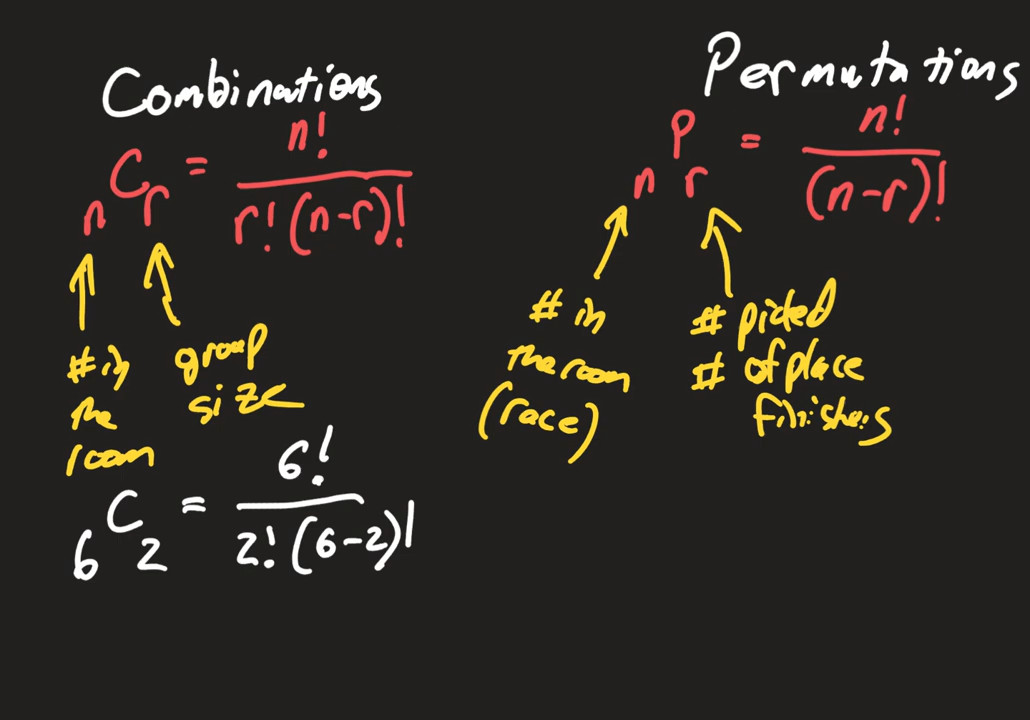 Combinations
nCr = n! / r!(n-r)!
# in the room
group size
6C2 = 6! / 2!(6-2)!
Permutations
nPr = n! / (n-r)!
# in
the room
(race)
# picked
# of place
finishers